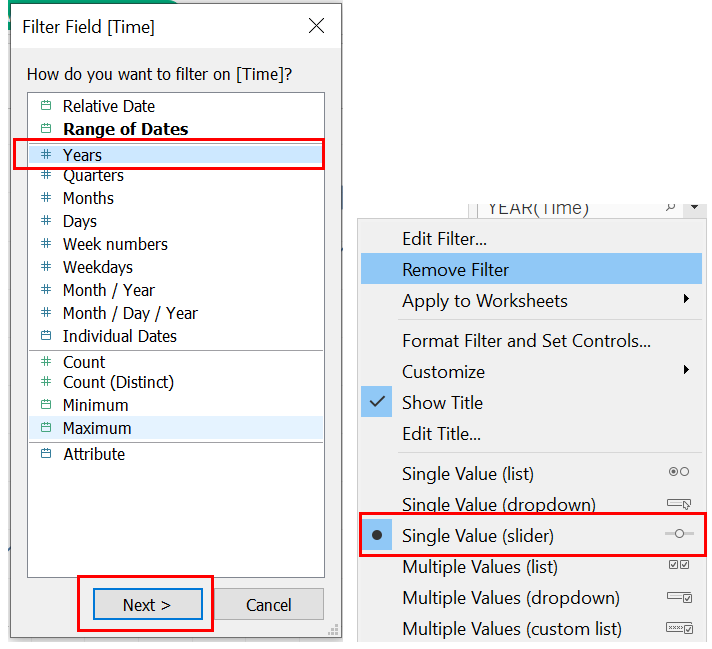 Filter Field [Time]
How do you want to filter on [Time]?
Relative Date
Range of Dates
Years
Quarters
Months
Days
Week numbers
Weekdays
Month / Year
Month / Day / Year
Individual Dates
Count
Count (Distinct)
Minimum
Maximum
Attribute
Next >
Cancel
YEAR(Time)
Edit Filter...
Remove Filter
Apply to Worksheets
Format Filter and Set Controls...
Customize
Show Title
Edit Title...
Single Value (list)
Single Value (dropdown)
Single Value (slider)
Multiple Values (list)
Multiple Values (dropdown)
Multiple Values (custom list)